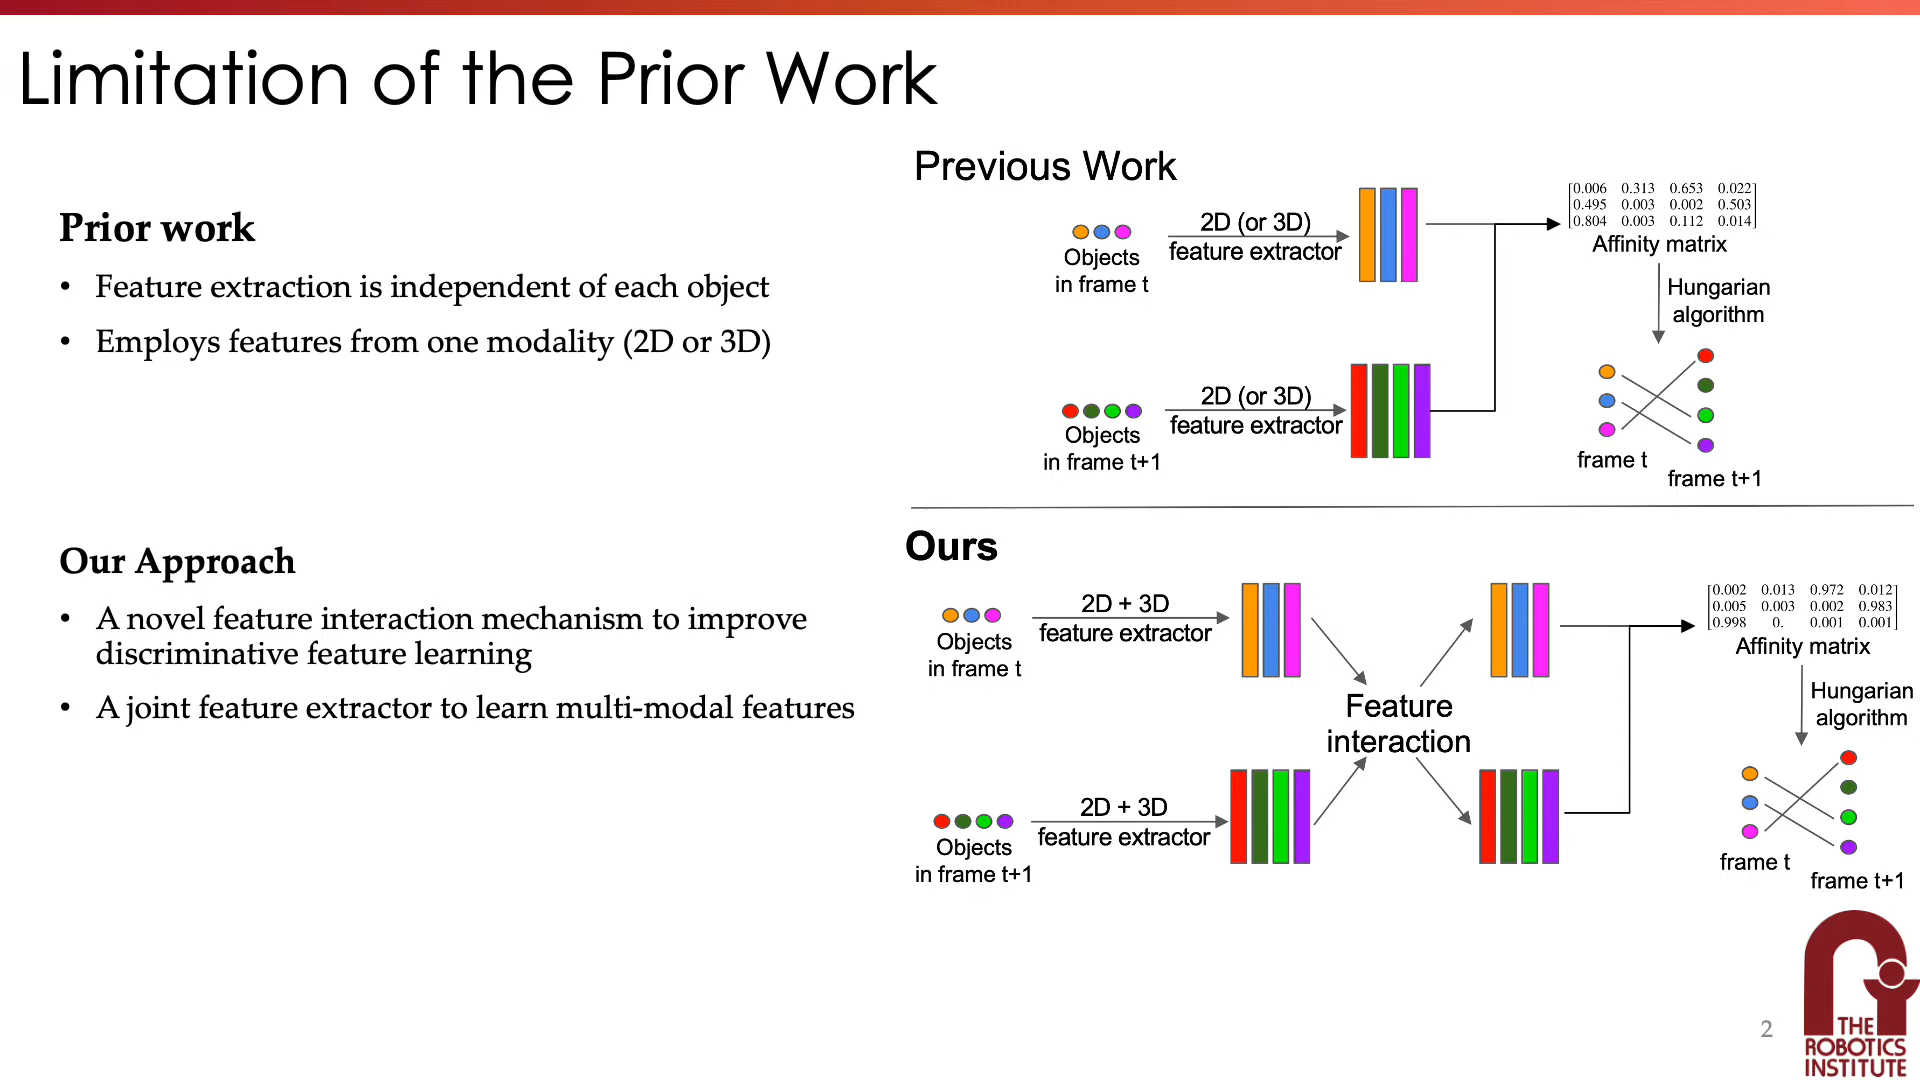 Limitation of the Prior Work
Prior work
• Feature extraction is independent of each object
• Employs features from one modality (2D or 3D)
Our Approach
• A novel feature interaction mechanism to improve
discriminative feature learning
• A joint feature extractor to learn multi-modal features
Previous Work
Objects
in frame t
2D (or 3D)
feature extractor
Objects
in frame t+1
2D (or 3D)
feature extractor
0.006 0.313 0.653 0.022
0.495 0.003 0.002 0.503
0.804 0.003 0.112 0.014
Affinity matrix
Hungarian
algorithm
frame t
frame t+1
Ours
Objects
in frame t
2D + 3D
feature extractor
Objects
in frame t+1
2D + 3D
feature extractor
Feature
interaction
0.002 0.013 0.972 0.012
0.005 0.003 0.002 0.983
0.998 0. 0.001 0.001
Affinity matrix
Hungarian
algorithm
frame t
frame t+1
2
THE
ROBOTICS
INSTITUTE